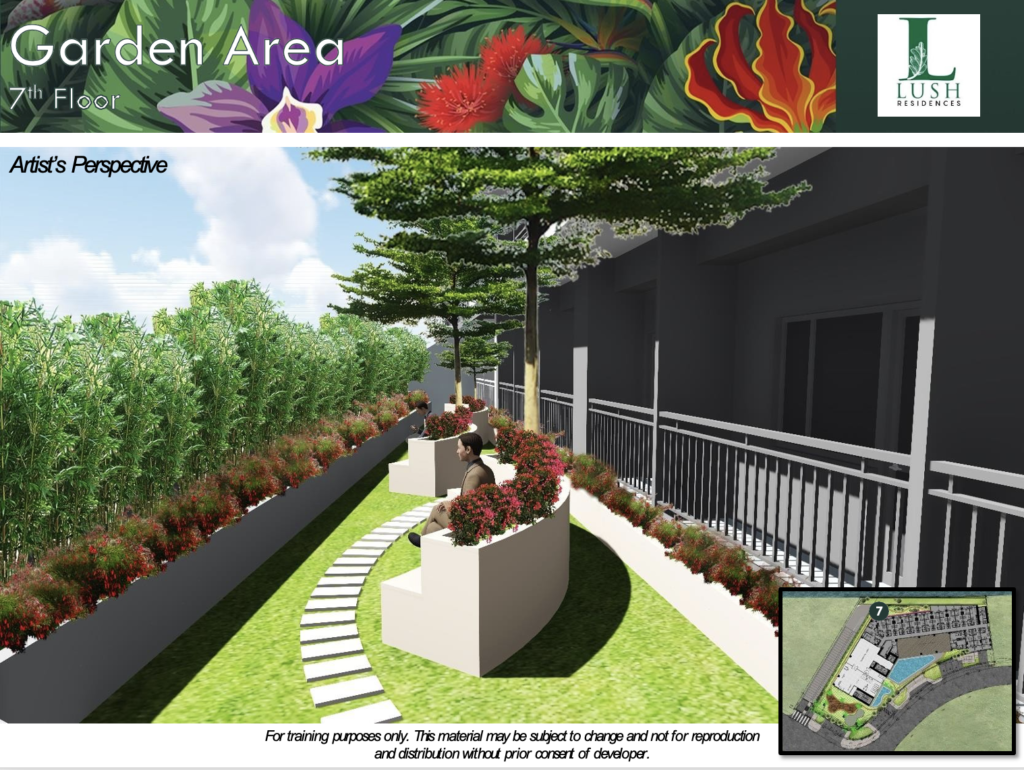 Garden Area
7th Floor
L
LUSH
RESIDENCES
Artist's Perspective
7
For training purposes only. This material may be subject to change and not for reproduction
and distribution without prior consent of developer.